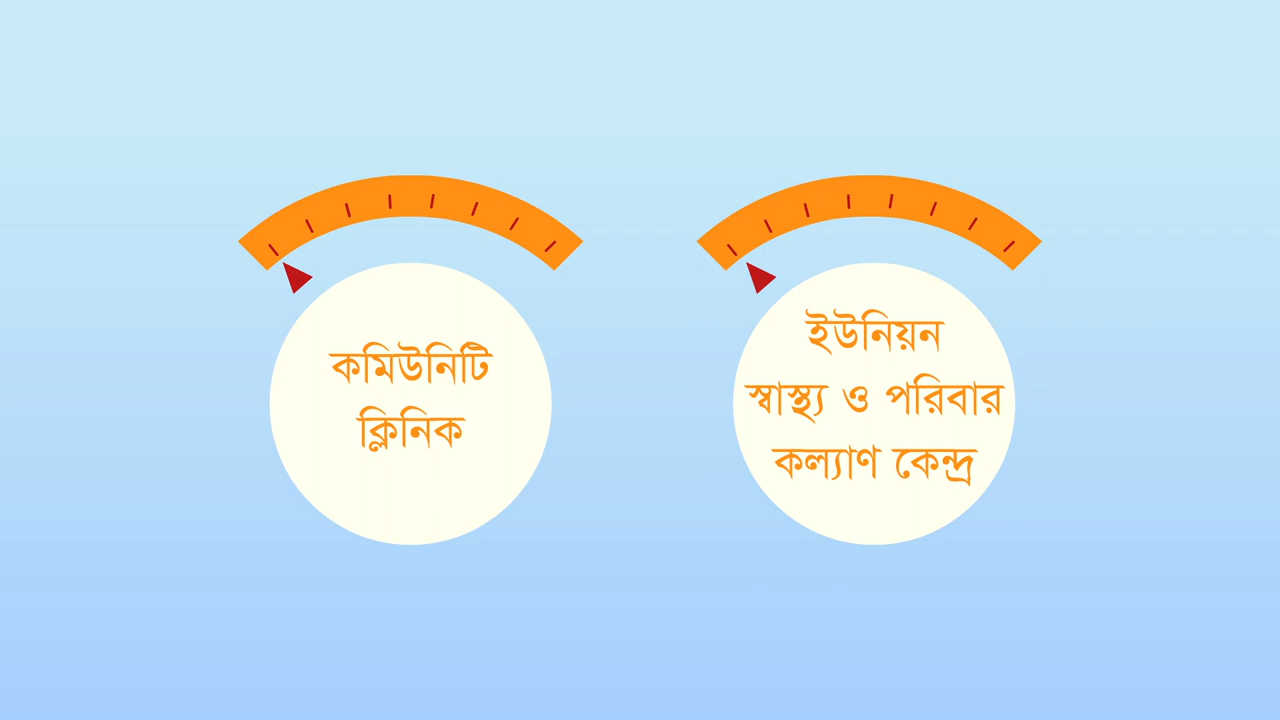 কমিউনিটি
ক্লিনিক
ইউনিয়ন
স্বাস্থ্য ও পরিবার
কল্যাণ কেন্দ্র